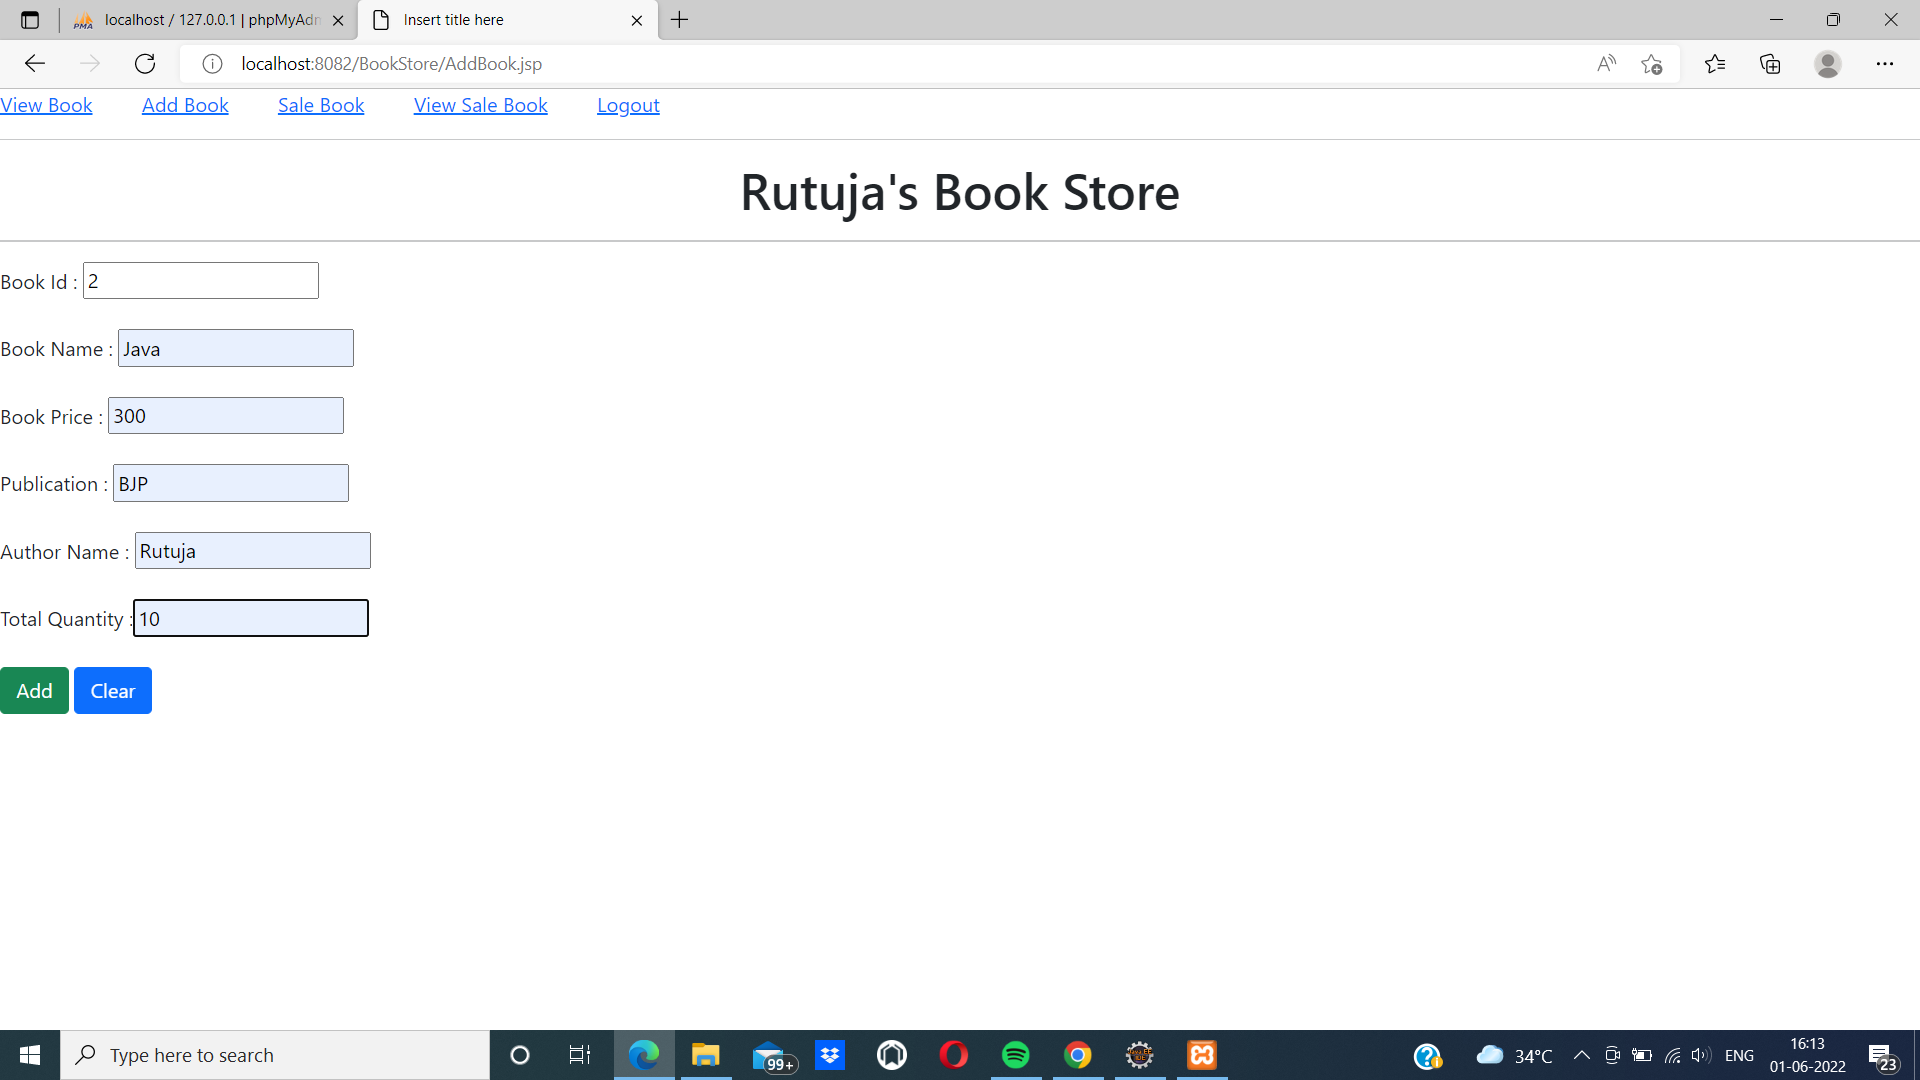 localhost / 127.0.0.1 | phpMyAdm
Insert title here
localhost:8082/BookStore/AddBook.jsp
View Book Add Book Sale Book View Sale Book Logout
Rutuja's Book Store
Book Id : 2
Book Name : Java
Book Price : 300
Publication : BJP
Author Name : Rutuja
Total Quantity : 10
Add Clear
Type here to search
99+
34°C
ENG
16:13
01-06-2022
23